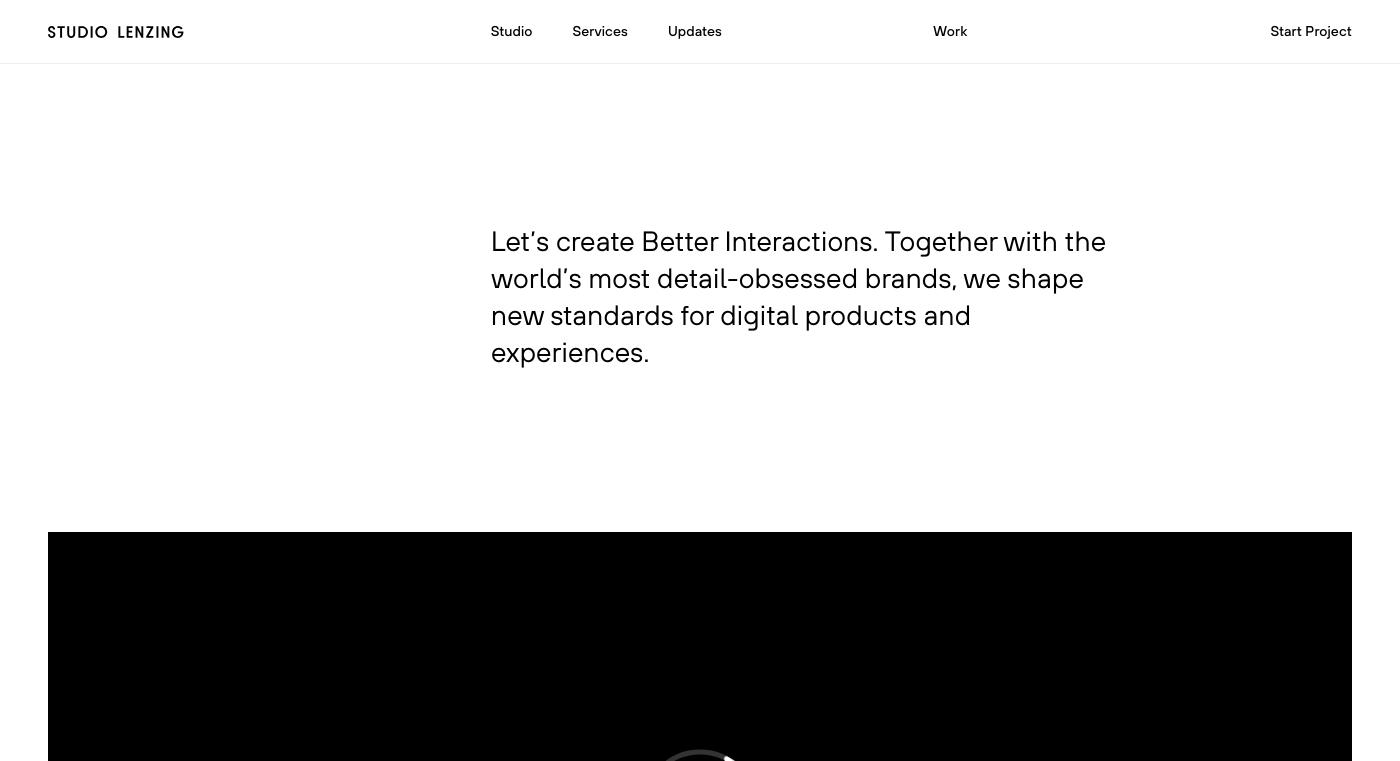 STUDIO LENZING
Studio
Services
Updates
Work
Start Project
Let’s create Better Interactions. Together with the
world’s most detail-obsessed brands, we shape
new standards for digital products and
experiences.